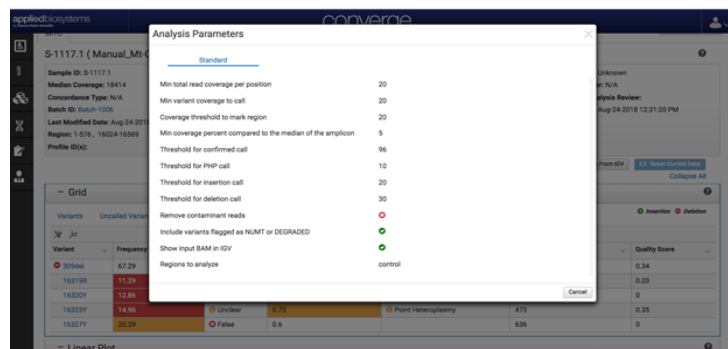 appliedbiosystems
converge
Analysis Parameters
Standard
Min total read coverage per position 20
Min variant coverage to call 20
Coverage threshold to mark region 20
Min coverage percent compared to the median of the amplicon 5
Threshold for confirmed call 96
Threshold for PHP call 10
Threshold for insertion call 20
Threshold for deletion call 30
Remove contaminant reads
Include variants flagged as NUMT or DEGRADED
Show input BAM in IGV
Regions to analyze control
Cancel
S-1117.1 ( Manual_Mt-C
Sample ID: S-1117.1
Median Coverage: 18414
Concordance Type: N/A
Batch ID: Batch-1006
Last Modified Date: Aug-24-2018
Region: 1-576 , 16024-16569
Profile ID(s):
Unknown
N/A
alysis Review:
Aug-24-2018 12:31:20 PM
From IGV Reset Current Data
Collapse All
Grid
Variants Uncalled Varian
Insertion Deletion
Variant Frequency Quality Score
309del 67.29 0.34
16319R 11.29 0.03
16320Y 12.86 0
16325Y 14.96 Unclear 0.73 Point Heteroplasmy 473 0.35
16327Y 20.29 False 0.6 636 0
Linear Plot